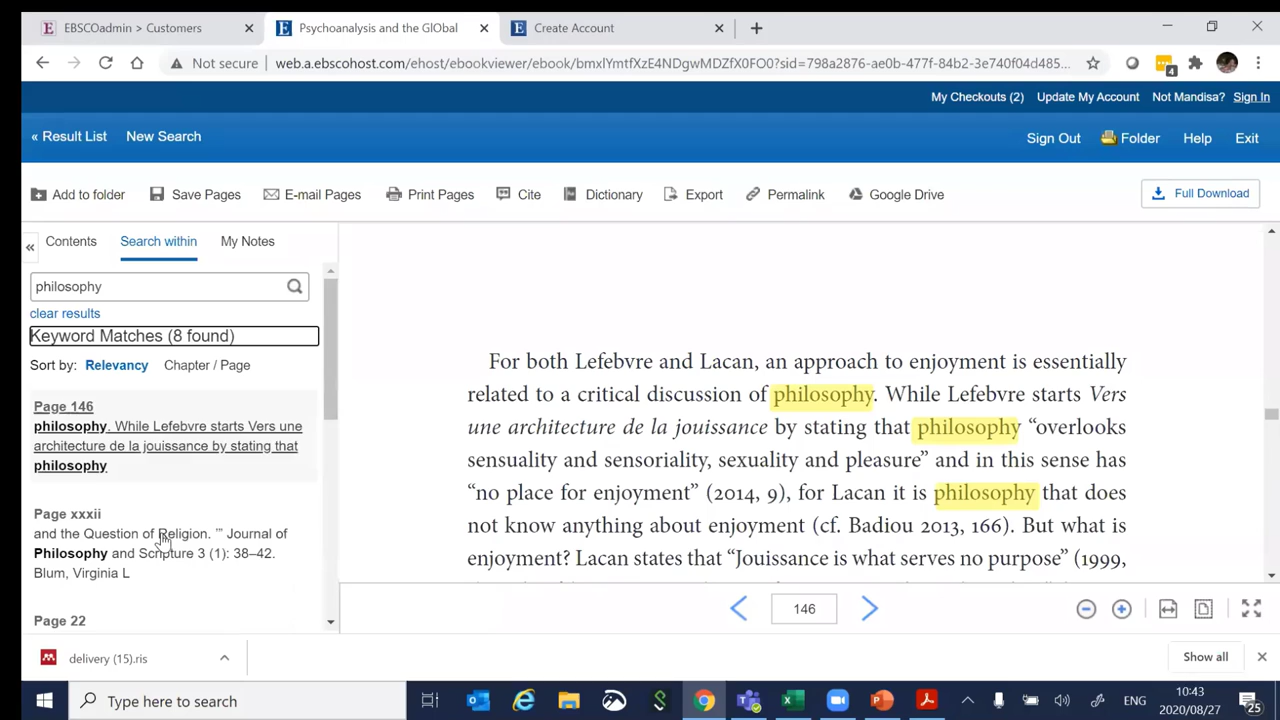 EBSCOadmin > Customers
Psychoanalysis and the GlObal
Create Account
Not secure
web.a.ebscohost.com/ehost/ebookviewer/ebook/bmxlYmtfXzE4NDgwMDZfX0FO0?sid=798a2876-ae0b-477f-84b2-3e740f04d485...
4
My Checkouts (2) Update My Account Not Mandisa? Sign In
« Result List New Search
Sign Out Folder Help Exit
Add to folder Save Pages E-mail Pages Print Pages Cite Dictionary Export Permalink Google Drive Full Download
« Contents Search within My Notes
philosophy
clear results
Keyword Matches (8 found)
Sort by: Relevancy Chapter / Page
Page 146
philosophy. While Lefebvre starts Vers
une architecture de la jouissance by stating that
philosophy
Page xxxii
and the Question of Religion. '" Journal of
Philosophy and Scripture 3 (1): 38–42.
Blum, Virginia L
Page 22
For both Lefebvre and Lacan, an approach to enjoyment is essentially
related to a critical discussion of philosophy. While Lefebvre starts Vers
une architecture de la jouissance by stating that philosophy “overlooks
sensuality and sensoriality, sexuality and pleasure” and in this sense has
“no place for enjoyment” (2014, 9), for Lacan it is philosophy that does
not know anything about enjoyment (cf. Badiou 2013, 166). But what is
enjoyment? Lacan states that “Jouissance is what serves no purpose” (1999,
146
delivery (15).ris
Show all
Type here to search
ENG
10:43
2020/08/27
25